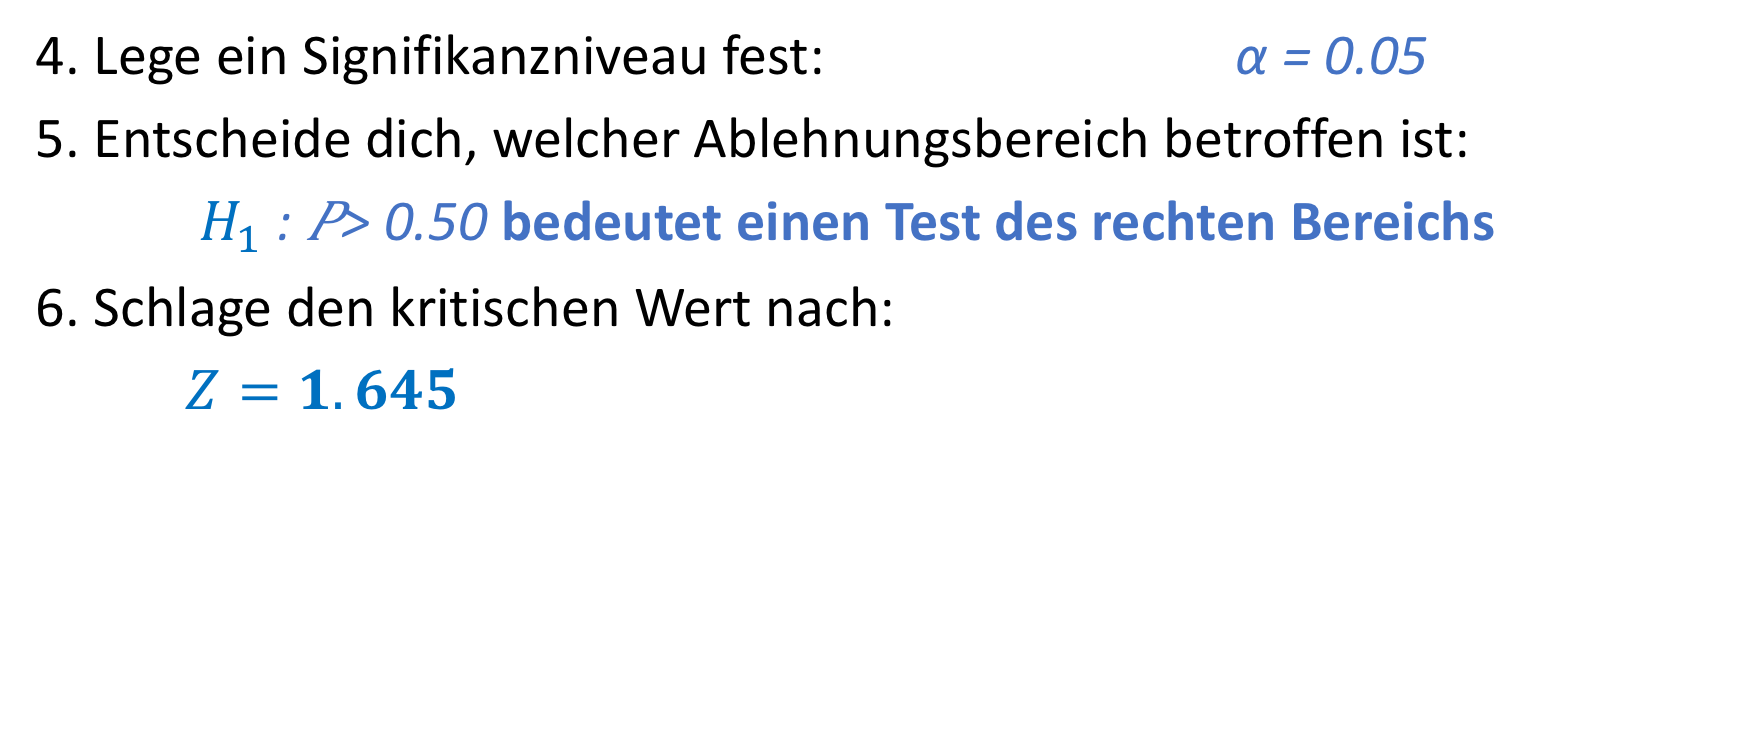 4. Lege ein Signifikanzniveau fest: α = 0.05
5. Entscheide dich, welcher Ablehnungsbereich betroffen ist:
H₁ : P> 0.50 bedeutet einen Test des rechten Bereichs
6. Schlage den kritischen Wert nach:
Z = 1.645